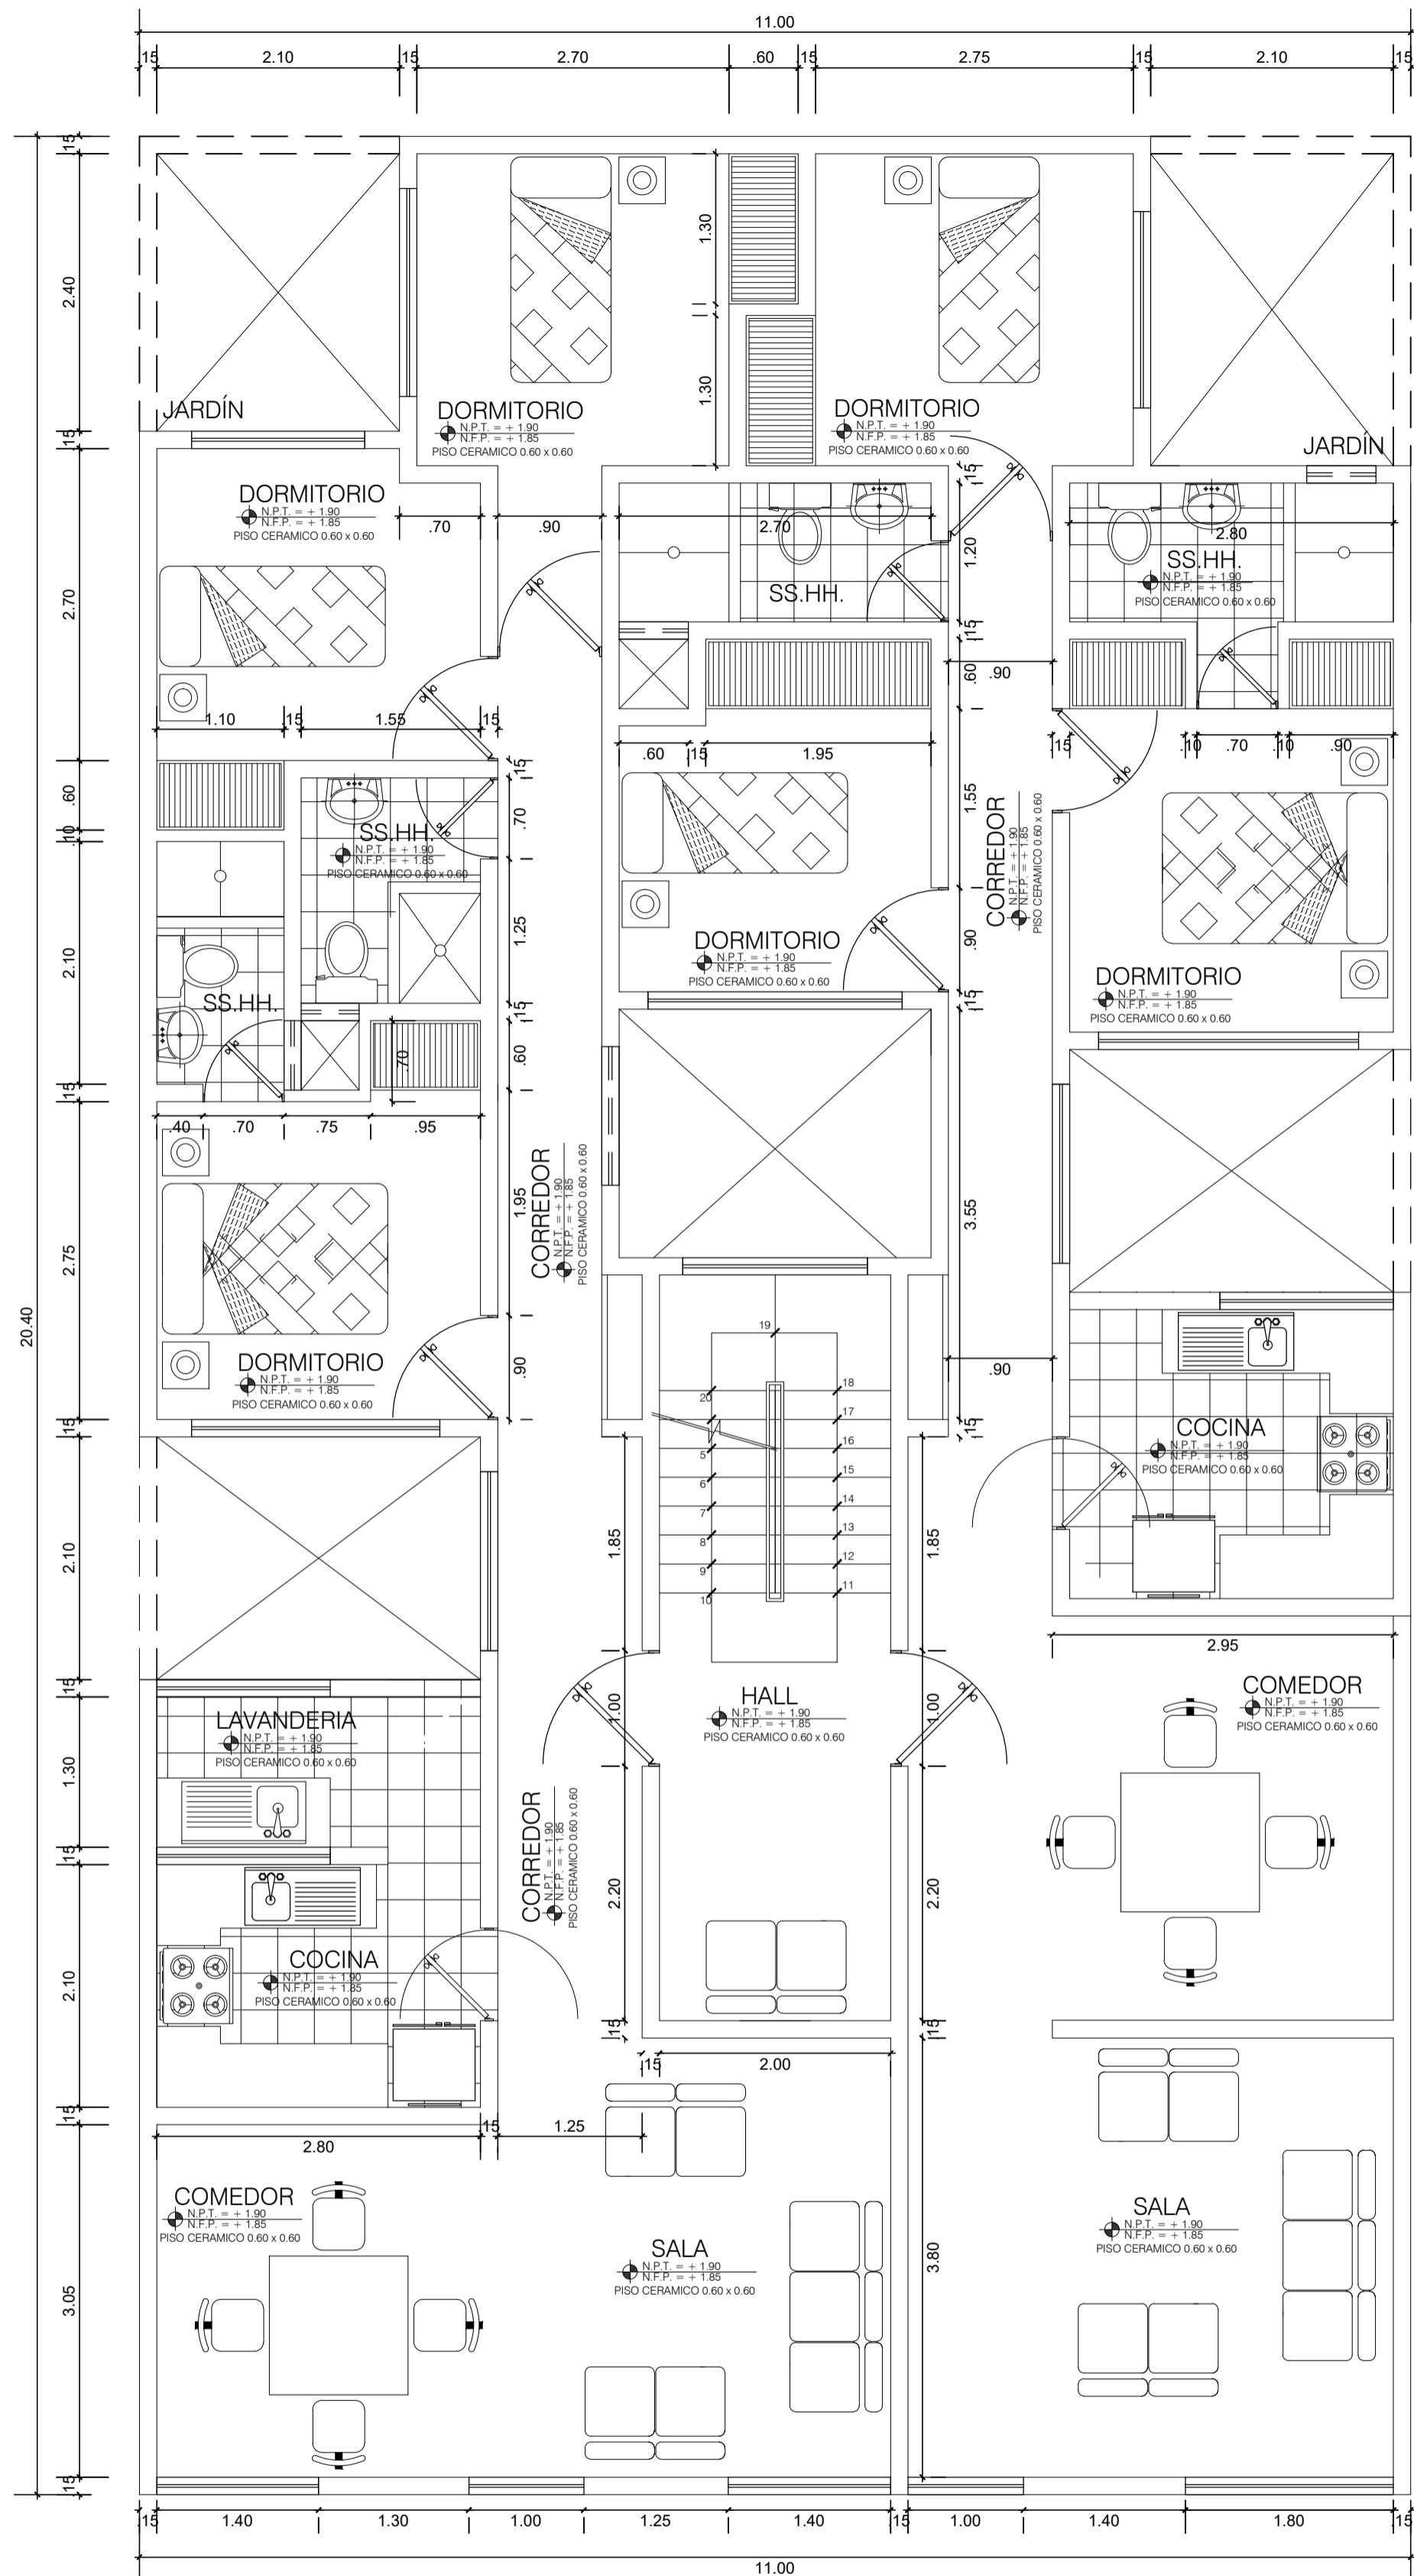 11.00
.15
2.10
.15
2.70
.60
.15
2.75
.15
2.10
.15
20.40
.15
2.40
.15
2.70
.60
.10
2.10
.15
2.75
.15
2.10
.15
1.30
.15
2.10
.15
3.05
.15
JARDÍN
DORMITORIO
N.P.T. = + 1.90
N.F.P. = + 1.85
PISO CERAMICO 0.60 x 0.60
1.30
1.30
DORMITORIO
N.P.T. = + 1.90
N.F.P. = + 1.85
PISO CERAMICO 0.60 x 0.60
JARDÍN
DORMITORIO
N.P.T. = + 1.90
N.F.P. = + 1.85
PISO CERAMICO 0.60 x 0.60
.70
.90
2.70
SS.HH.
.15
1.20
.15
.60
.90
2.80
SS.HH.
N.P.T. = + 1.90
N.F.P. = + 1.85
PISO CERAMICO 0.60 x 0.60
1.10
.15
1.55
.15
.60
.15
1.95
.15
.10
.70
.10
.90
.15
.70
1.25
.15
.60
1.95
.90
SS.HH.
N.P.T. = + 1.90
N.F.P. = + 1.85
PISO CERAMICO 0.60 x 0.60
1.55
.90
.15
3.55
.15
CORREDOR
N.P.T. = + 1.90
N.F.P. = + 1.85
PISO CERAMICO 0.60 x 0.60
DORMITORIO
N.P.T. = + 1.90
N.F.P. = + 1.85
PISO CERAMICO 0.60 x 0.60
DORMITORIO
N.P.T. = + 1.90
N.F.P. = + 1.85
PISO CERAMICO 0.60 x 0.60
SS.HH.
.70
.40
.70
.75
.95
CORREDOR
N.P.T. = + 1.90
N.F.P. = + 1.85
PISO CERAMICO 0.60 x 0.60
DORMITORIO
N.P.T. = + 1.90
N.F.P. = + 1.85
PISO CERAMICO 0.60 x 0.60
.90
19
20
5
6
7
8
9
10
18
17
16
15
14
13
12
11
COCINA
N.P.T. = + 1.90
N.F.P. = + 1.85
PISO CERAMICO 0.60 x 0.60
1.85
1.00
2.20
.15
1.85
1.00
2.20
.15
3.80
2.95
HALL
N.P.T. = + 1.90
N.F.P. = + 1.85
PISO CERAMICO 0.60 x 0.60
COMEDOR
N.P.T. = + 1.90
N.F.P. = + 1.85
PISO CERAMICO 0.60 x 0.60
LAVANDERIA
N.P.T. = + 1.90
N.F.P. = + 1.85
PISO CERAMICO 0.60 x 0.60
CORREDOR
N.P.T. = + 1.90
N.F.P. = + 1.85
PISO CERAMICO 0.60 x 0.60
COCINA
N.P.T. = + 1.90
N.F.P. = + 1.85
PISO CERAMICO 0.60 x 0.60
.15
2.00
2.80
.15
1.25
COMEDOR
N.P.T. = + 1.90
N.F.P. = + 1.85
PISO CERAMICO 0.60 x 0.60
SALA
N.P.T. = + 1.90
N.F.P. = + 1.85
PISO CERAMICO 0.60 x 0.60
SALA
N.P.T. = + 1.90
N.F.P. = + 1.85
PISO CERAMICO 0.60 x 0.60
.15
1.40
1.30
1.00
1.25
1.40
.15
1.00
1.40
1.80
.15
11.00